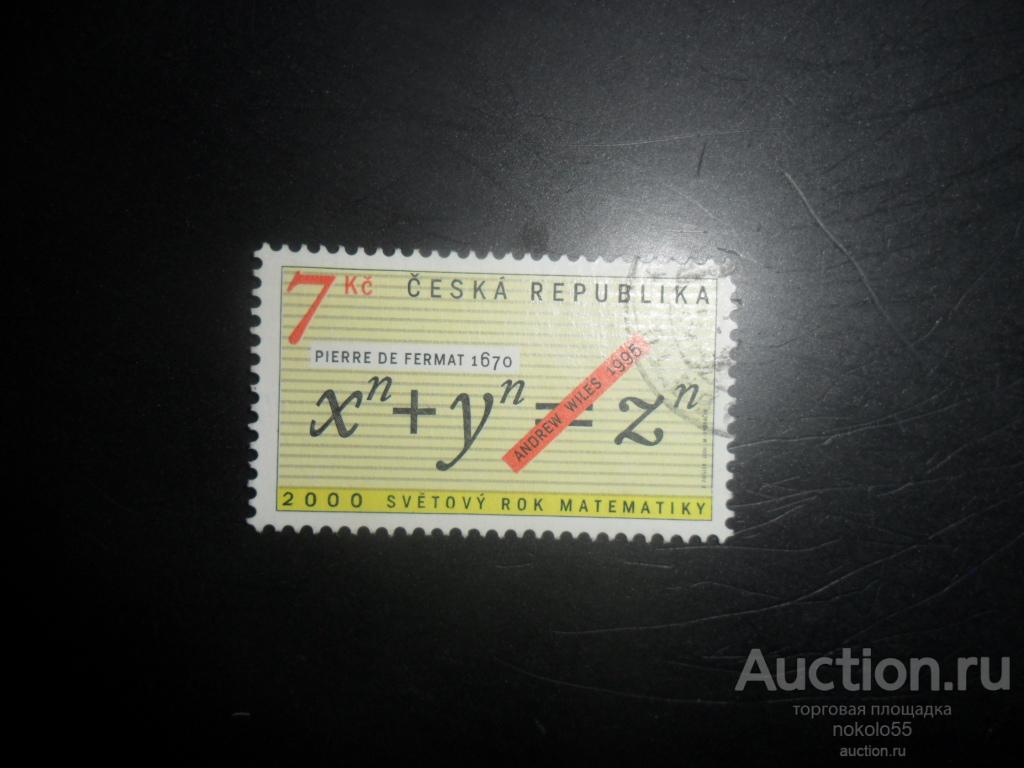 7 Kč ČESKÁ REPUBLIKA
PIERRE DE FERMAT 1670
xⁿ + yⁿ = zⁿ
ANDREW WILES 1995
2000 SVĚTOVÝ ROK MATEMATIKY
Auction.ru
торговая площадка
nokolo55
auction.ru